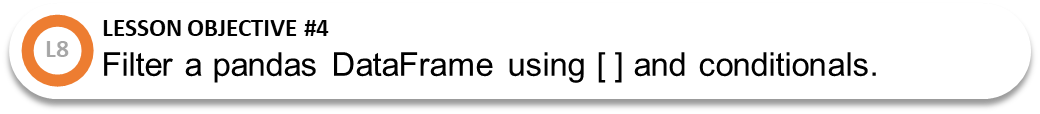 L8
LESSON OBJECTIVE #4
Filter a pandas DataFrame using [ ] and conditionals.